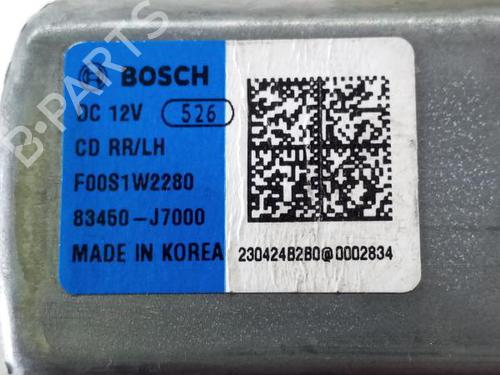 BOSCH
DC 12V 526
CD RR/LH
F00S1W2280
83450-J7000
MADE IN KOREA
230424B2B0@0002834
B-PARTS